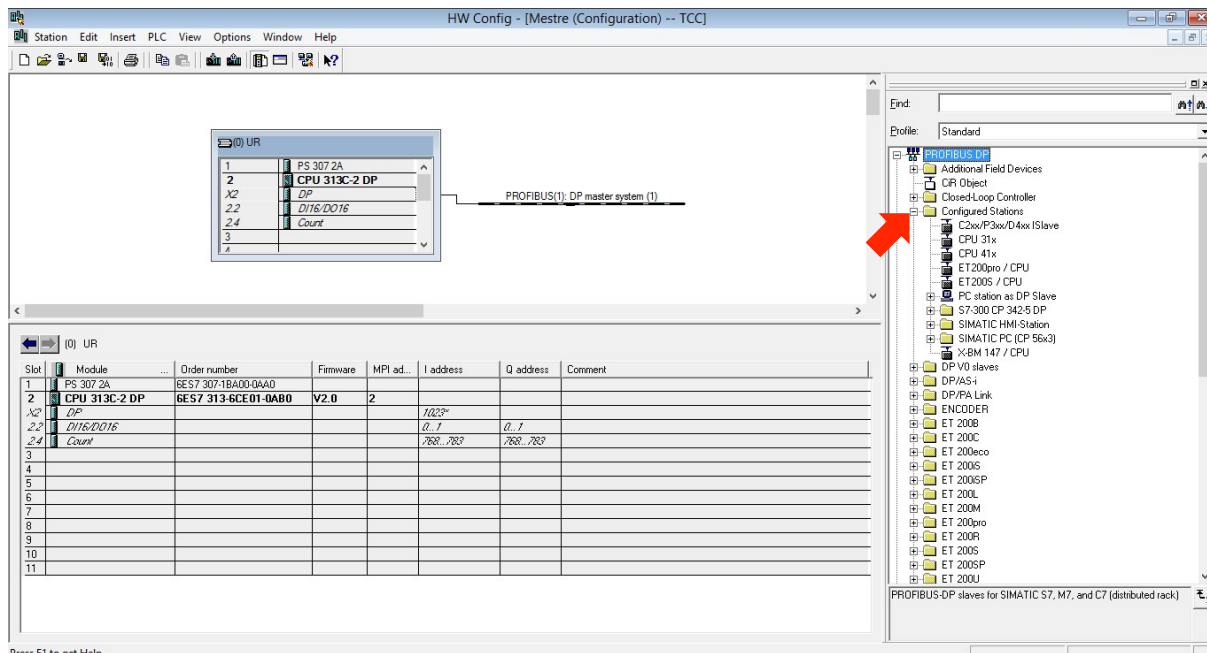 HW Config - [Mestre (Configuration) -- TCC]
Station Edit Insert PLC View Options Window Help
(0) UR
1 PS 307 2A
2 CPU 313C-2 DP
X2 DP
2.2 DI16/DO16
2.4 Count
3
PROFIBUS(1): DP master system (1)
Find:
Profile: Standard
PROFIBUS DP
Additional Field Devices
CiR Object
Closed-Loop Controller
Configured Stations
C2xx/P3xx/D4xx ISlave
CPU 31x
CPU 41x
ET200pro / CPU
ET200S / CPU
PC station as DP Slave
S7-300 CP 342-5 DP
SIMATIC HMI-Station
SIMATIC PC (CP 56x3)
X-BM 147 / CPU
DP V0 slaves
DP/AS-i
DP/PA Link
ENCODER
ET 200B
ET 200C
ET 200eco
ET 200iS
ET 200iSP
ET 200L
ET 200M
ET 200pro
ET 200R
ET 200S
ET 200SP
ET 200U
PROFIBUS-DP slaves for SIMATIC S7, M7, and C7 (distributed rack)
(0) UR
Slot Module ... Order number Firmware MPI ad... I address Q address Comment
1 PS 307 2A 6ES7 307-1BA00-0AA0
2 CPU 313C-2 DP 6ES7 313-6CE01-0AB0 V2.0 2
X2 DP 1023*
2.2 DI16/DO16 0...1 0...1
2.4 Count 768...783 768...783
3
4
5
6
7
8
9
10
11
Press F1 to get Help.